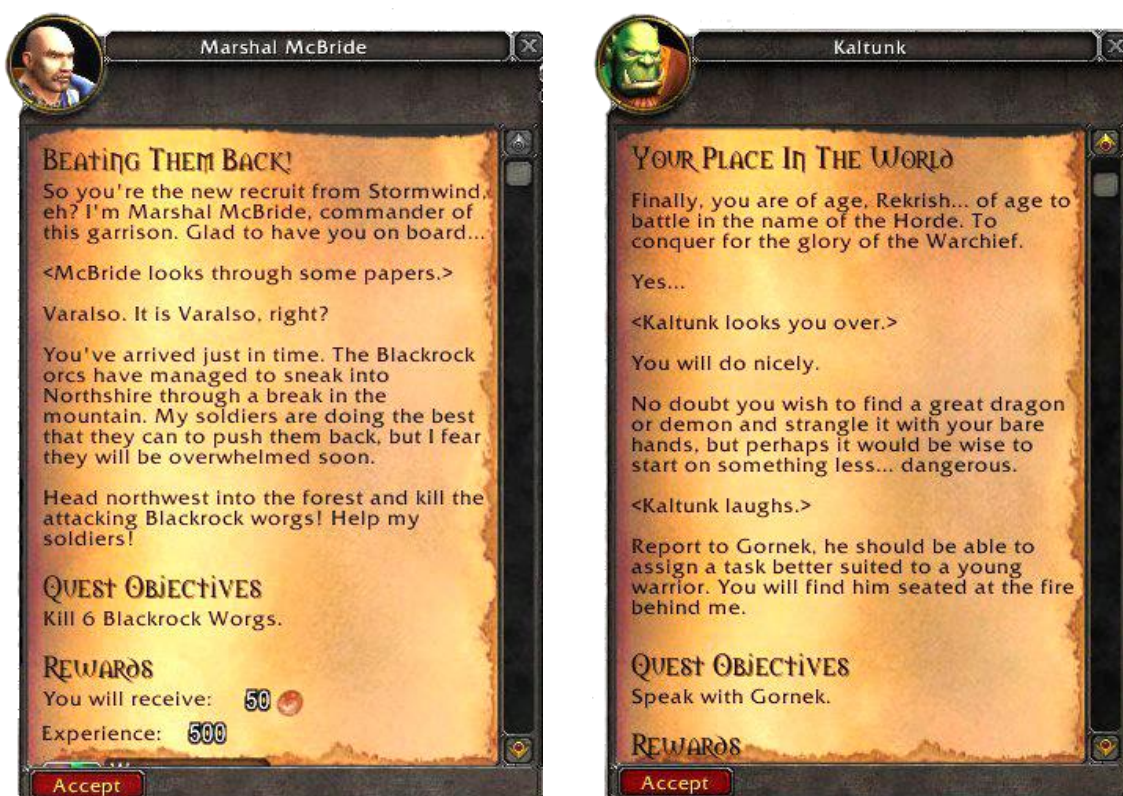 Marshal McBride
BEATING THEM BACK!
So you're the new recruit from Stormwind,
eh? I'm Marshal McBride, commander of
this garrison. Glad to have you on board...
<McBride looks through some papers.>
Varalso. It is Varalso, right?
You've arrived just in time. The Blackrock
orcs have managed to sneak into
Northshire through a break in the
mountain. My soldiers are doing the best
that they can to push them back, but I fear
they will be overwhelmed soon.
Head northwest into the forest and kill the
attacking Blackrock worgs! Help my
soldiers!
QUEST OBJECTIVES
Kill 6 Blackrock Worgs.
REWARDS
You will receive: 50
Experience: 500
Accept
Kaltunk
YOUR PLACE IN THE WORLD
Finally, you are of age, Rekrish... of age to
battle in the name of the Horde. To
conquer for the glory of the Warchief.
Yes...
<Kaltunk looks you over.>
You will do nicely.
No doubt you wish to find a great dragon
or demon and strangle it with your bare
hands, but perhaps it would be wise to
start on something less... dangerous.
<Kaltunk laughs.>
Report to Gornek, he should be able to
assign a task better suited to a young
warrior. You will find him seated at the fire
behind me.
QUEST OBJECTIVES
Speak with Gornek.
REWARDS
Accept